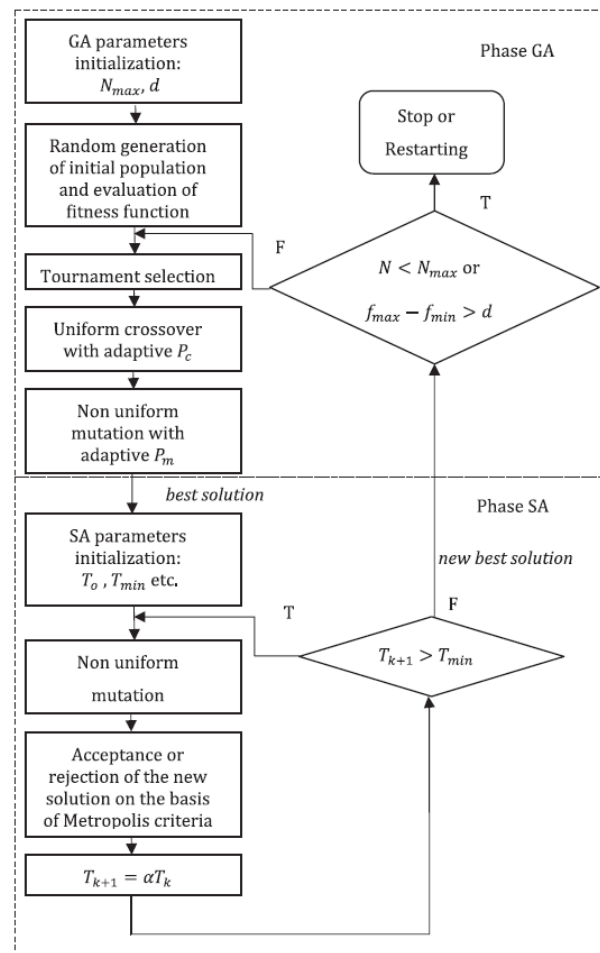 GA parameters
initialization:
N_max, d
Phase GA
Stop or
Restarting
Random generation
of initial population
and evaluation of
fitness function
T
F
N < N_max or
f_max − f_min > d
Tournament selection
Uniform crossover
with adaptive P_c
Non uniform
mutation with
adaptive P_m
best solution
Phase SA
SA parameters
initialization:
T_o , T_min etc.
new best solution
T
F
T_{k+1} > T_min
Non uniform
mutation
Acceptance or
rejection of the new
solution on the basis
of Metropolis criteria
T_{k+1} = αT_k